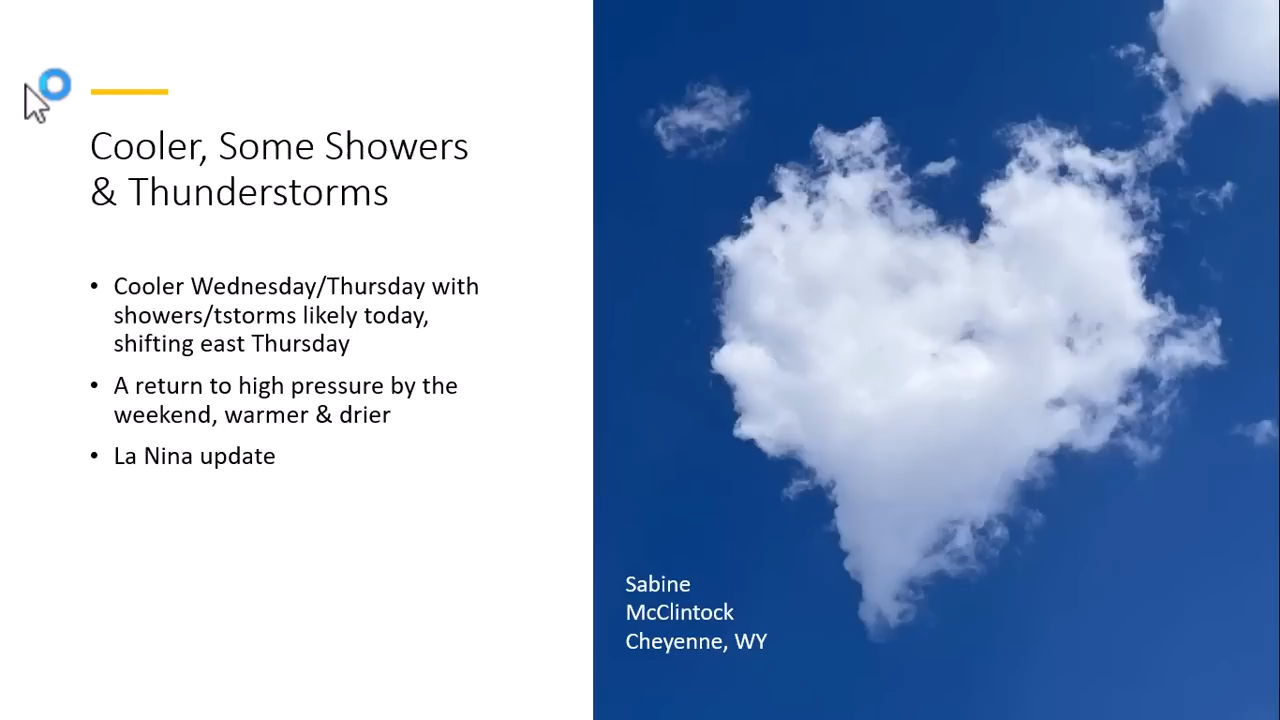 Cooler, Some Showers
& Thunderstorms
• Cooler Wednesday/Thursday with
showers/tstorms likely today,
shifting east Thursday
• A return to high pressure by the
weekend, warmer & drier
• La Nina update
Sabine
McClintock
Cheyenne, WY